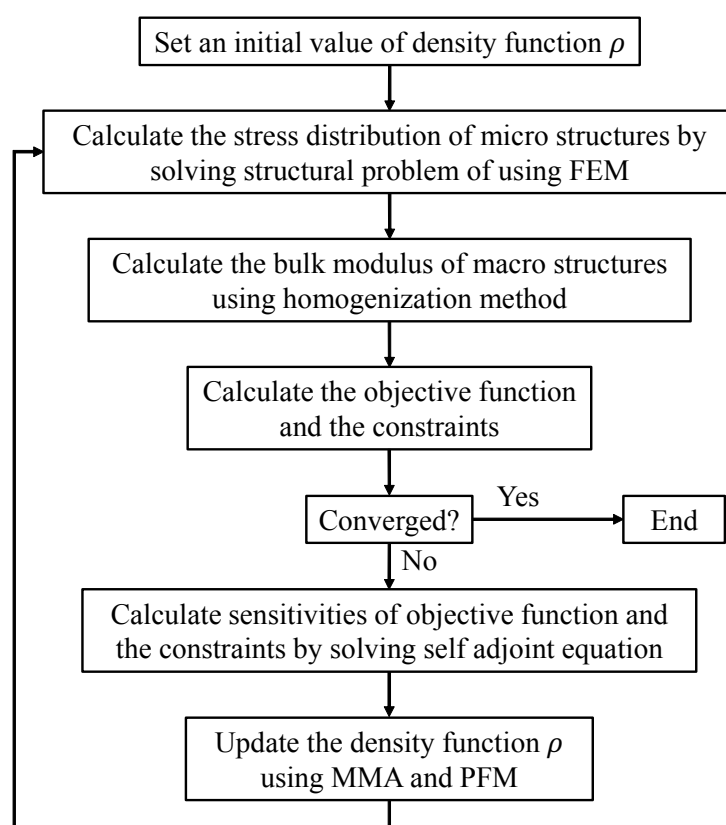 Set an initial value of density function ρ
Calculate the stress distribution of micro structures by
solving structural problem of using FEM
Calculate the bulk modulus of macro structures
using homogenization method
Calculate the objective function
and the constraints
Converged?
Yes
End
No
Calculate sensitivities of objective function and
the constraints by solving self adjoint equation
Update the density function ρ
using MMA and PFM